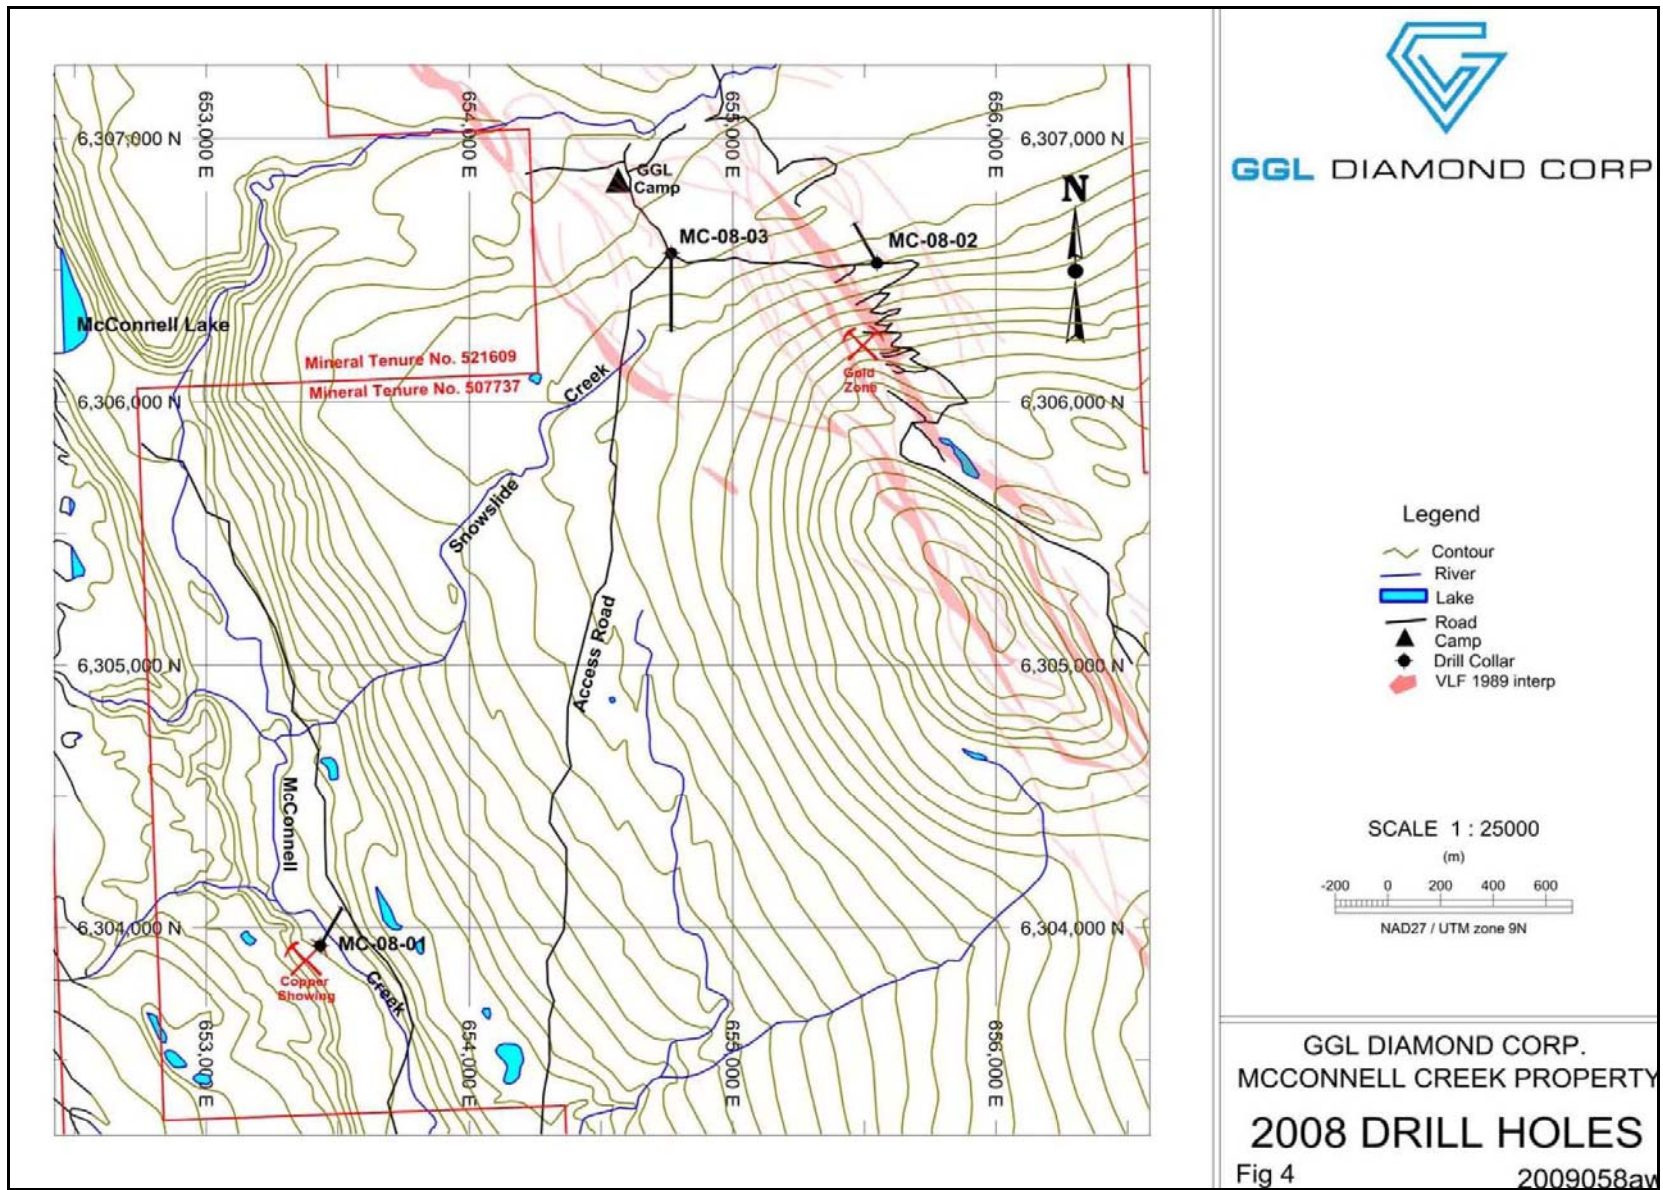 653,000 E
654,000 E
655,000 E
656,000 E
6,307,000 N
6,307,000 N
GGL
Camp
N
MC-08-03
MC-08-02
McConnell Lake
Mineral Tenure No. 521609
Mineral Tenure No. 507737
Creek
Gold
Zone
6,306,000 N
6,306,000 N
Snowslide
Access Road
6,305,000 N
6,305,000 N
McConnell
6,304,000 N
6,304,000 N
MC-08-01
Copper
Showing
Creek
653,000 E
654,000 E
655,000 E
656,000 E
GGL DIAMOND CORP
Legend
Contour
River
Lake
Road
Camp
Drill Collar
VLF 1989 interp
SCALE 1 : 25000
(m)
-200 0 200 400 600
NAD27 / UTM zone 9N
GGL DIAMOND CORP.
MCCONNELL CREEK PROPERTY
2008 DRILL HOLES
Fig 4 2009058aw